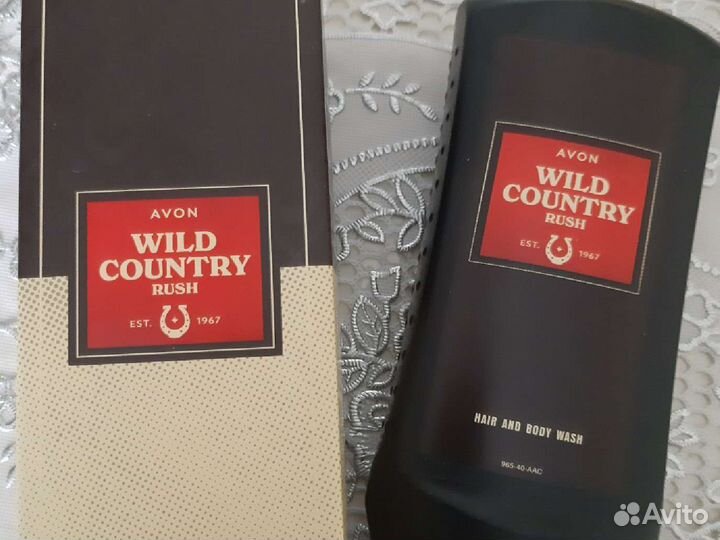 AVON
WILD
COUNTRY
RUSH
EST. 1967
AVON
WILD
COUNTRY
RUSH
EST. 1967
HAIR AND BODY WASH
965-40-AAC
Avito